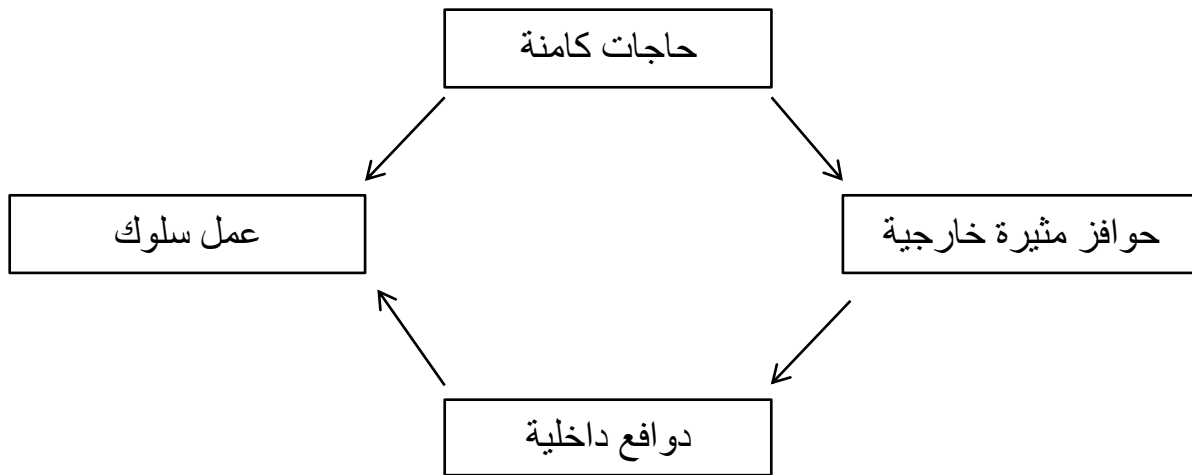 حاجات كامنة
حوافز مثيرة خارجية
عمل سلوك
دوافع داخلية